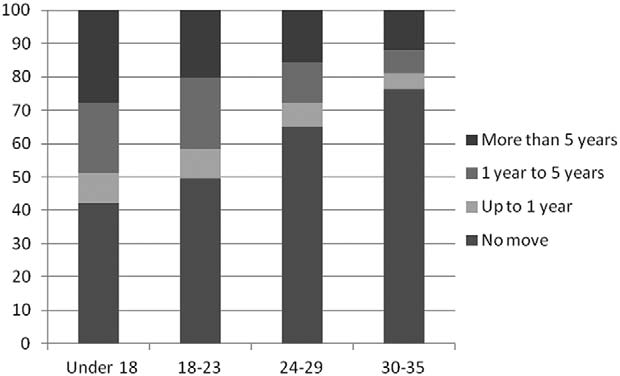 100
90
80
70
60
50
40
30
20
10
0
Under 18 18-23 24-29 30-35
More than 5 years
1 year to 5 years
Up to 1 year
No move